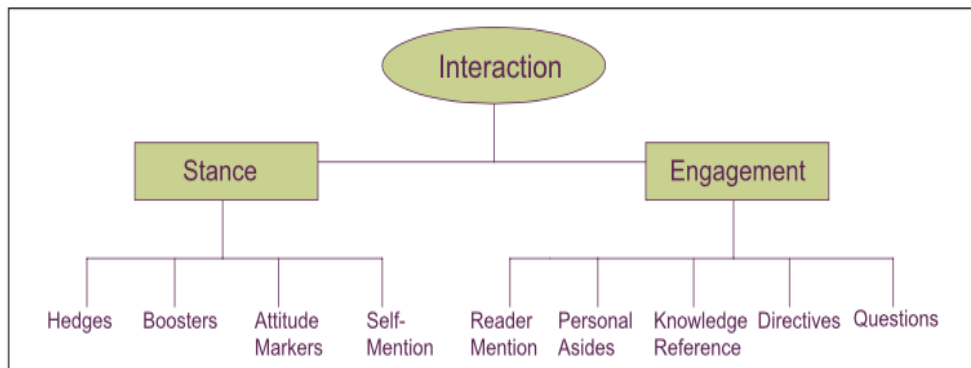 Interaction
Stance
Engagement
Hedges
Boosters
Attitude
Markers
Self-
Mention
Reader
Mention
Personal
Asides
Knowledge
Reference
Directives
Questions